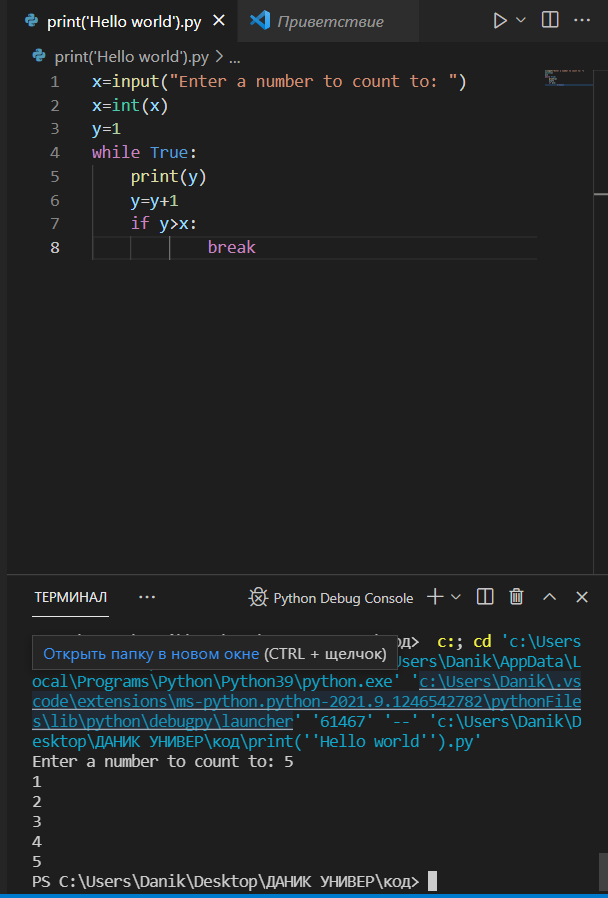 print('Hello world').py × Приветствие ...
print('Hello world').py > ...
1 x=input("Enter a number to count to: ")
2 x=int(x)
3 y=1
4 while True:
5 print(y)
6 y=y+1
7 if y>x:
8 break
ТЕРМИНАЛ ... Python Debug Console
код> c:; cd 'c:\Users
Открыть папку в новом окне (CTRL + щелчок)
Users\Danik\AppData\L
ocal\Programs\Python\Python39\python.exe' 'c:\Users\Danik\.vs
code\extensions\ms-python.python-2021.9.1246542782\pythonFile
s\lib\python\debugpy\launcher' '61467' '--' 'c:\Users\Danik\D
esktop\ДАНИК УНИВЕР\код\print(''Hello world'').py'
Enter a number to count to: 5
1
2
3
4
5
PS C:\Users\Danik\Desktop\ДАНИК УНИВЕР\код>